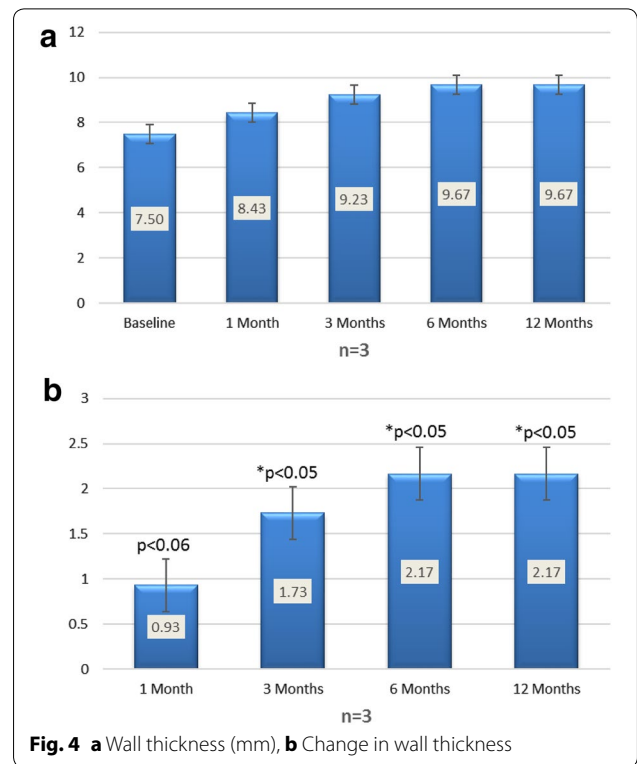 a
12
10
8
6
4
2
0
7.50
8.43
9.23
9.67
9.67
Baseline 1 Month 3 Months 6 Months 12 Months
n=3
b
3
2.5
2
1.5
1
0.5
0
p<0.06
*p<0.05
*p<0.05
*p<0.05
0.93
1.73
2.17
2.17
1 Month 3 Months 6 Months 12 Months
n=3
Fig. 4 a Wall thickness (mm), b Change in wall thickness